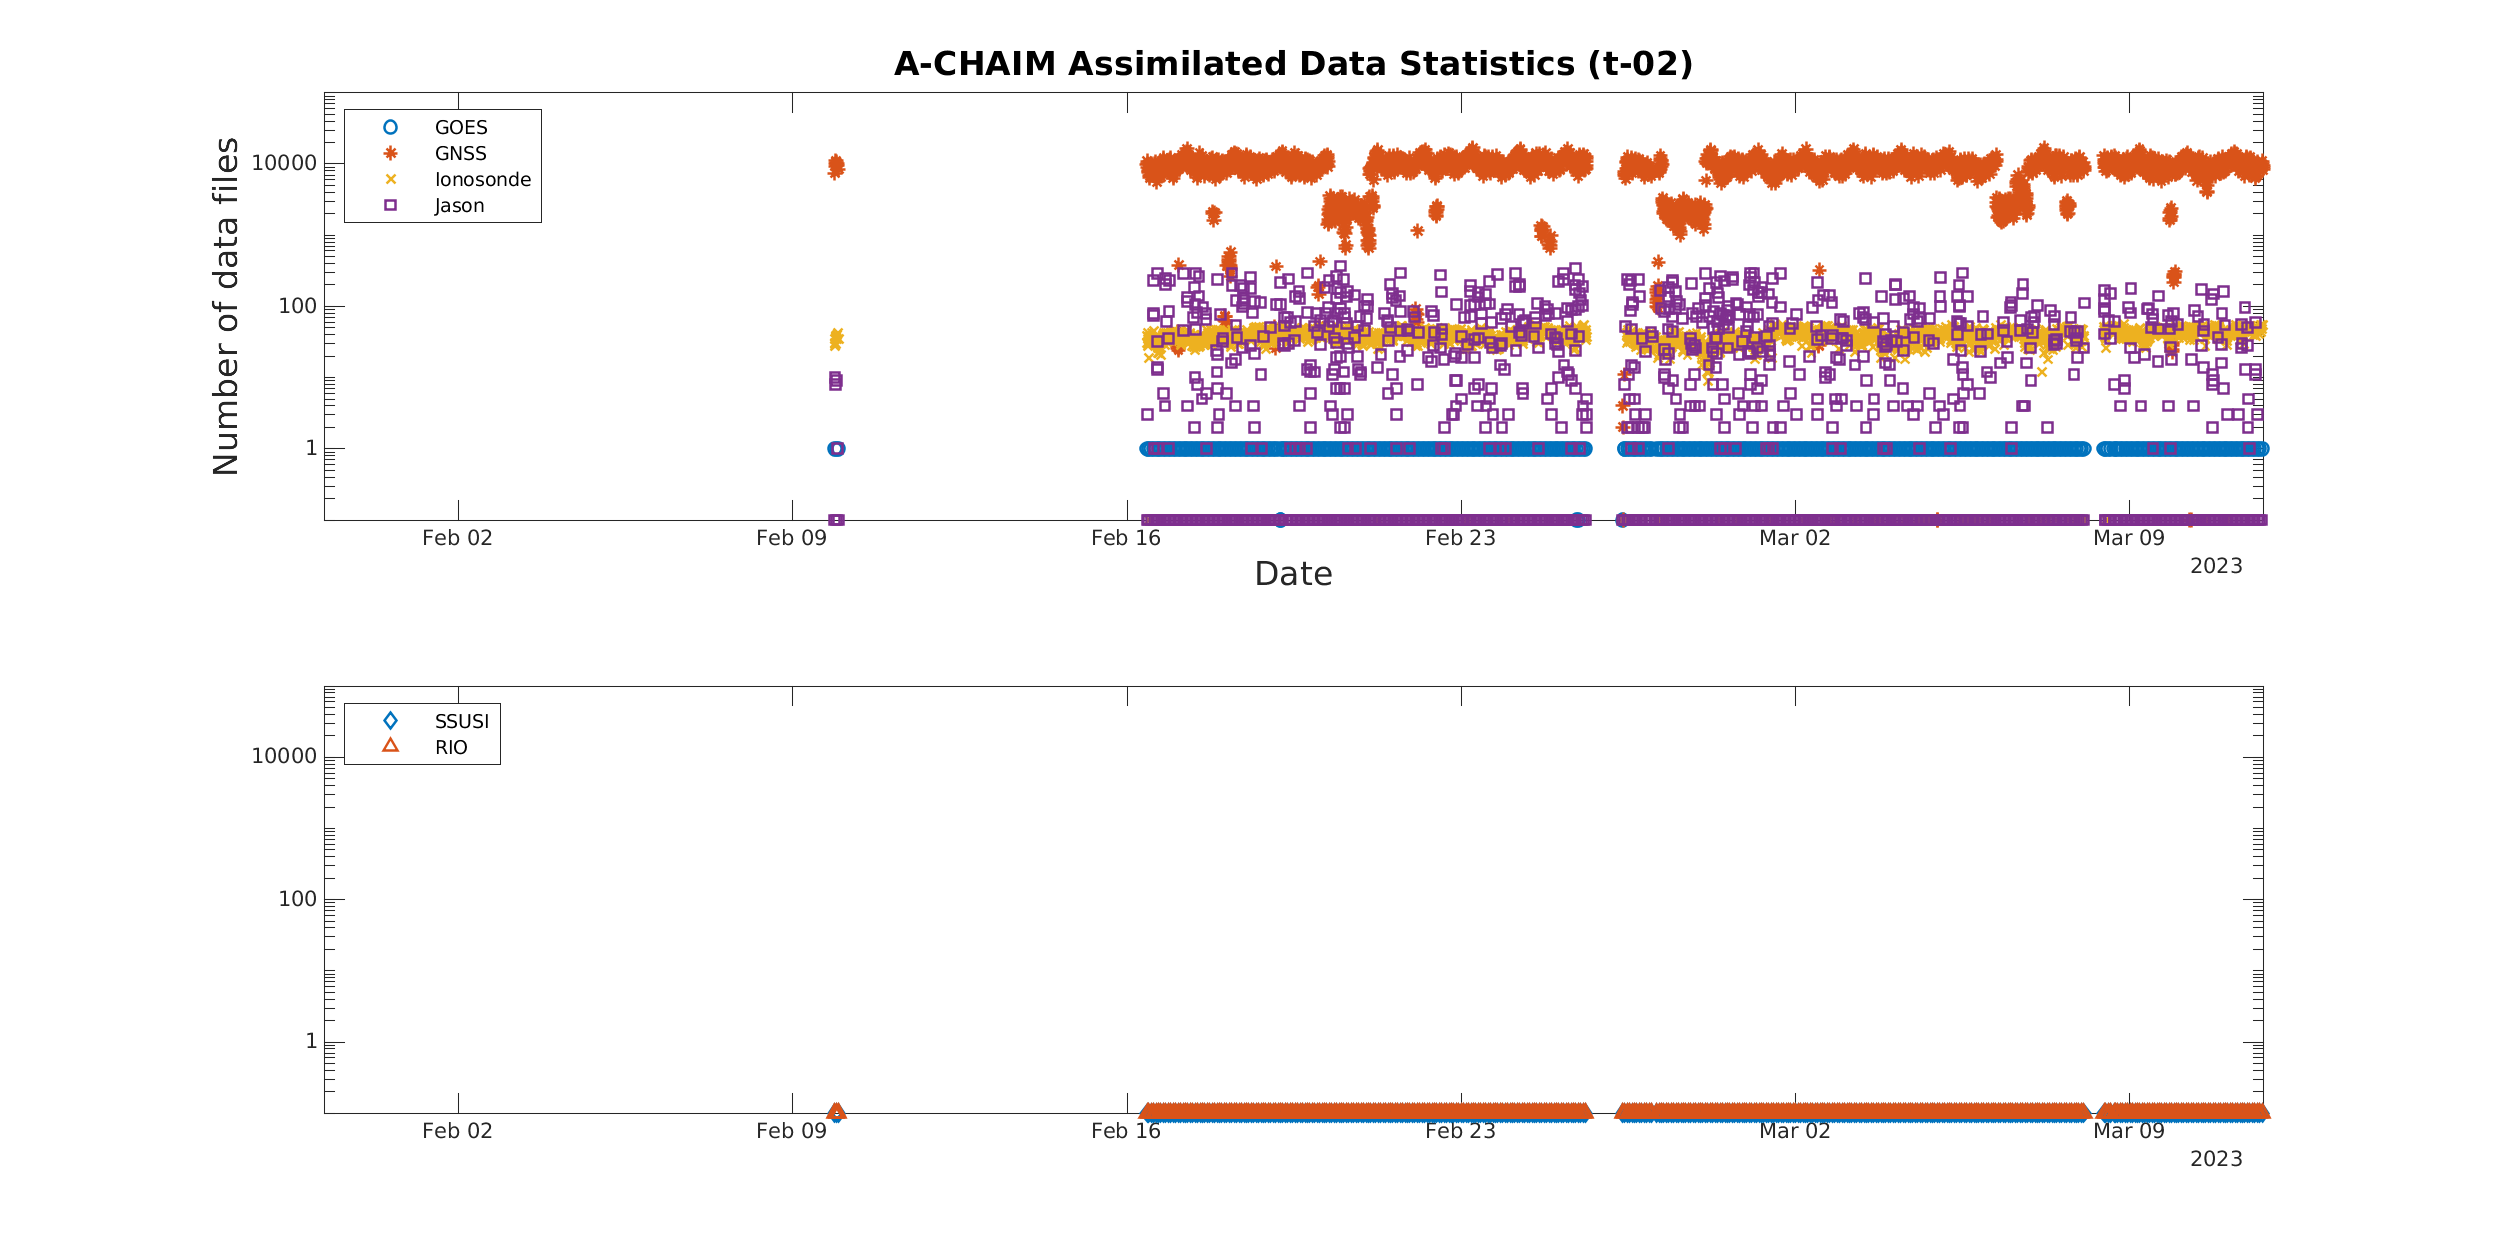 A-CHAIM Assimilated Data Statistics (t-02)
GOES
GNSS
Ionosonde
Jason
Number of data files
10000
100
1
Feb 02
Feb 09
Feb 16
Feb 23
Mar 02
Mar 09
2023
Date
SSUSI
RIO
10000
100
1
Feb 02
Feb 09
Feb 16
Feb 23
Mar 02
Mar 09
2023